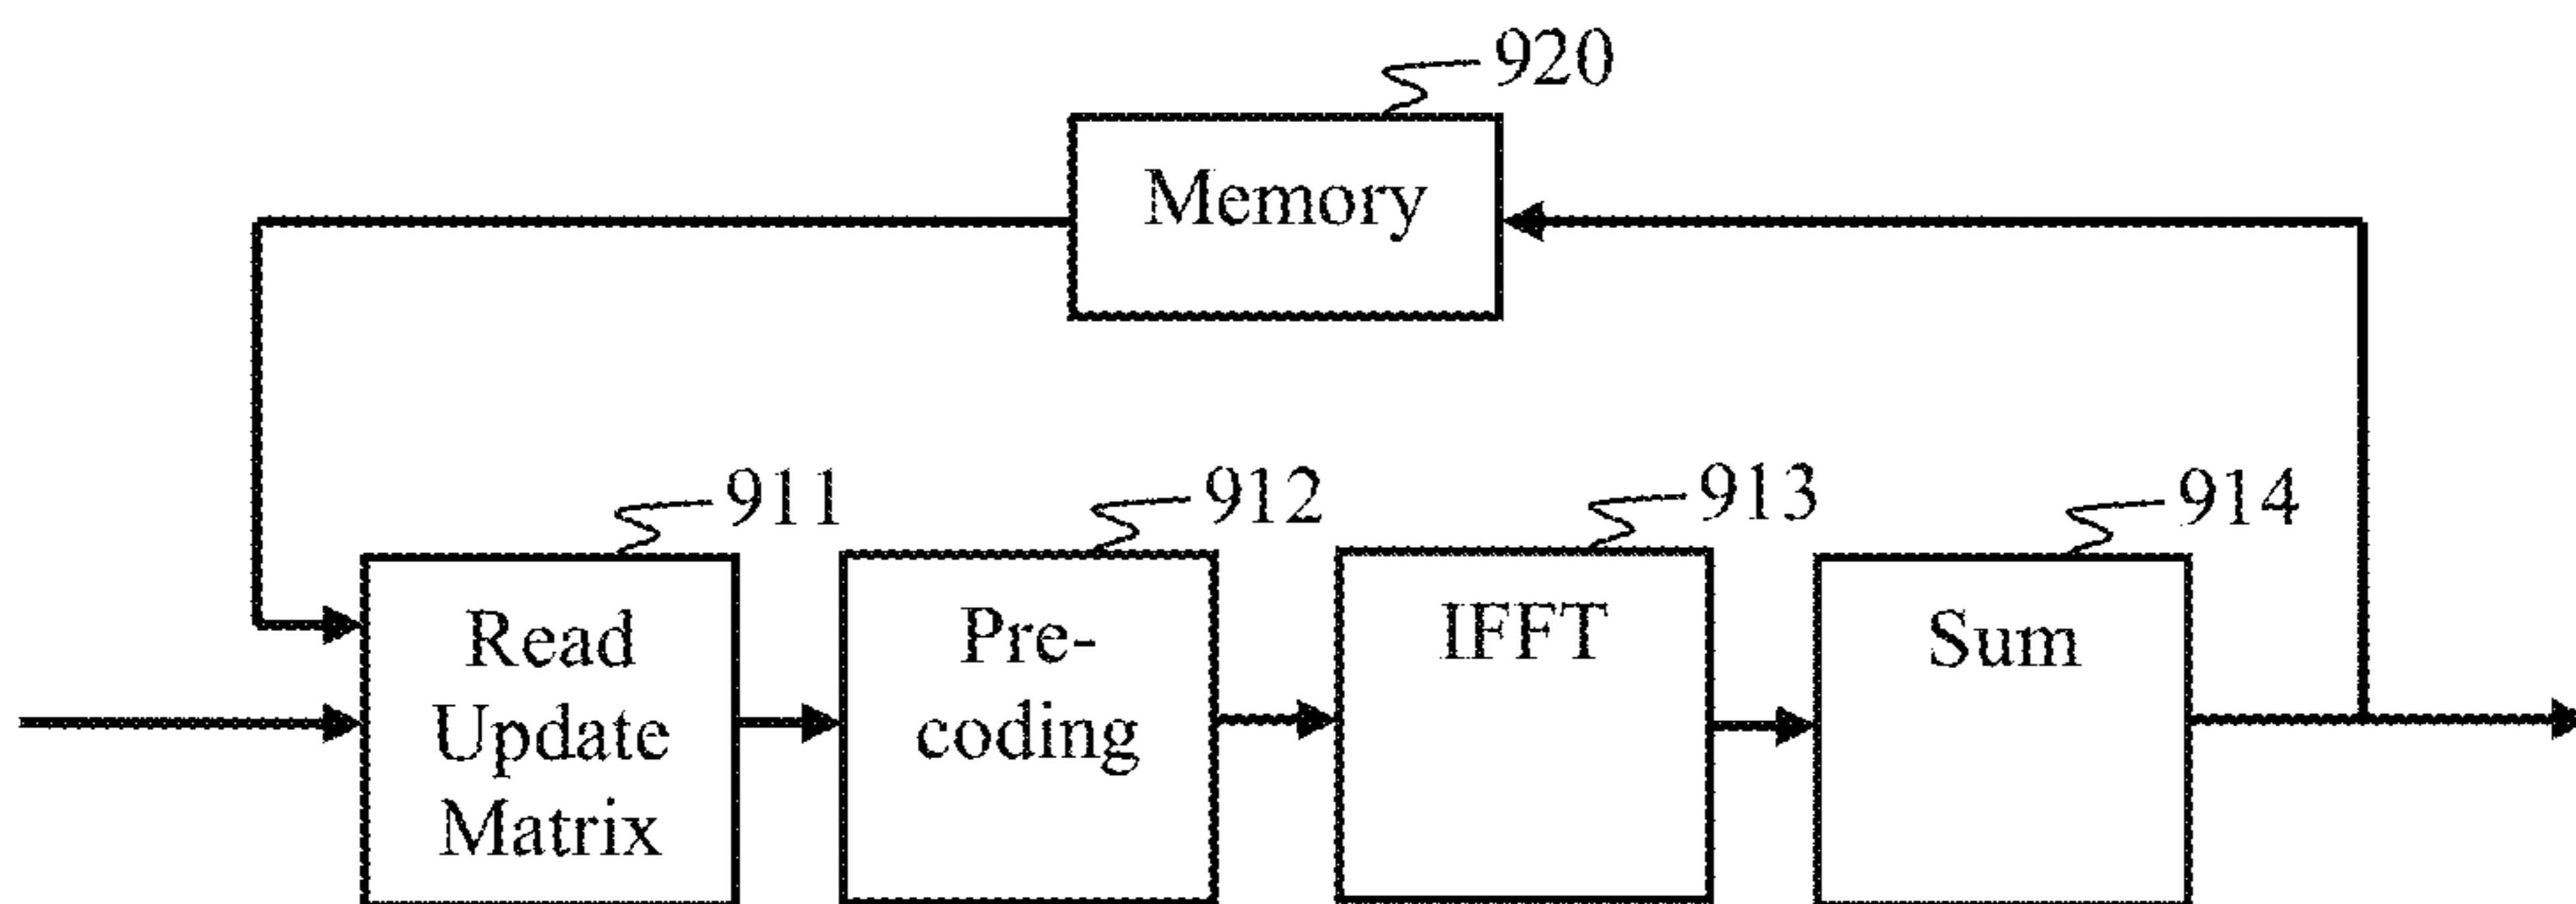 920
Memory
911
912
913
914
Read
Update
Matrix
Pre-
coding
IFFT
Sum